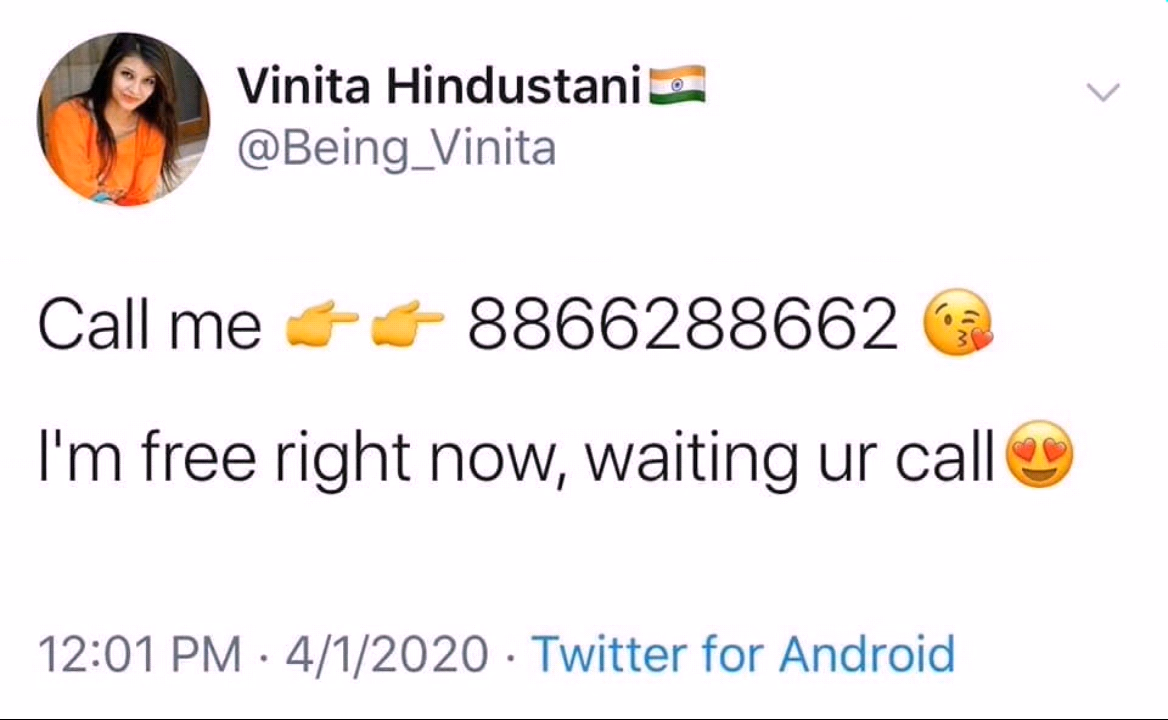 Vinita Hindustani🇮🇳
@Being_Vinita
Call me 👉👉 8866288662 😘
I'm free right now, waiting ur call😍
12:01 PM · 4/1/2020 · Twitter for Android